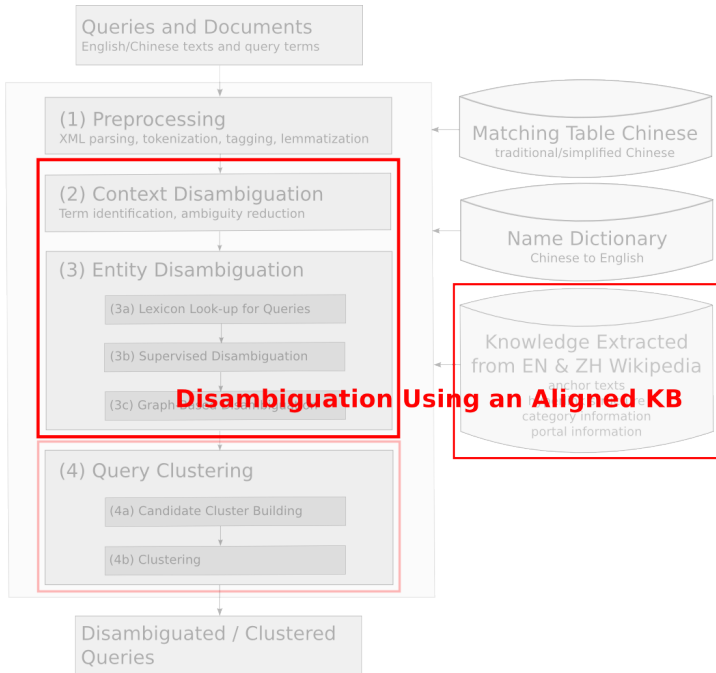 Queries and Documents
English/Chinese texts and query terms
(1) Preprocessing
XML parsing, tokenization, tagging, lemmatization
(2) Context Disambiguation
Term identification, ambiguity reduction
(3) Entity Disambiguation
(3a) Lexicon Look-up for Queries
(3b) Supervised Disambiguation
(3c) Graph-Based Disambiguation
(4) Query Clustering
(4a) Candidate Cluster Building
(4b) Clustering
Disambiguated / Clustered
Queries
Matching Table Chinese
traditional/simplified Chinese
Name Dictionary
Chinese to English
Knowledge Extracted
from EN & ZH Wikipedia
anchor texts
category information
portal information
Disambiguation Using an Aligned KB